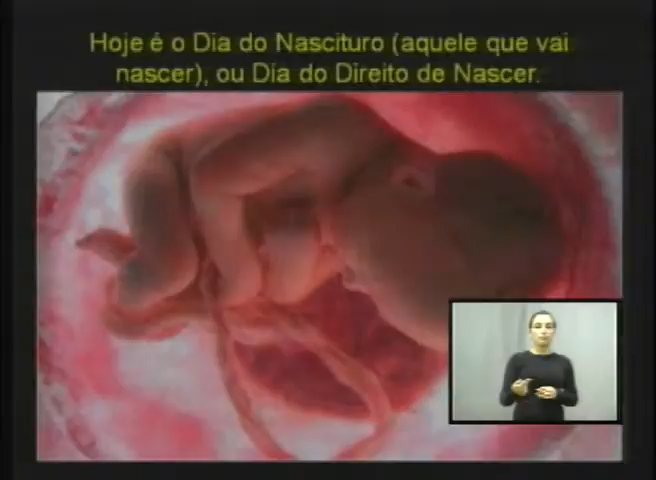 Hoje é o Dia do Nascituro (aquele que vai
nascer), ou Dia do Direito de Nascer.